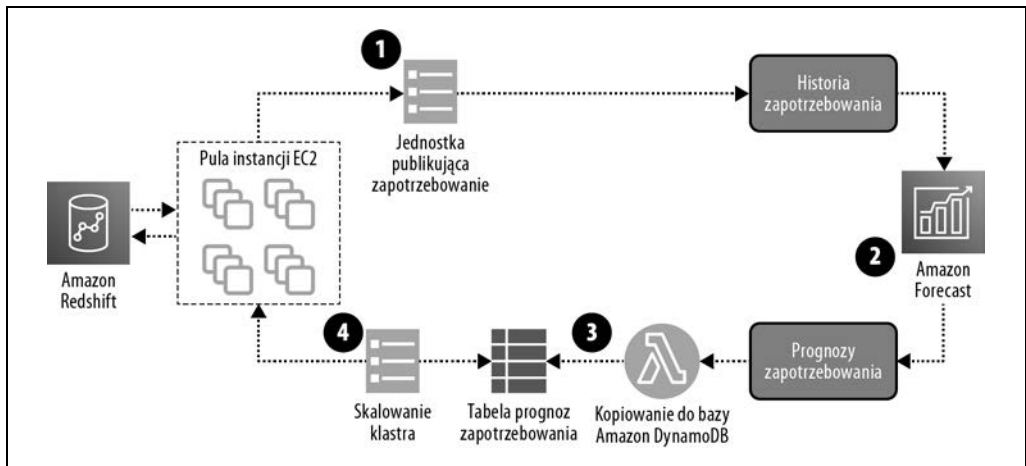 1
Jednostka
publikująca
zapotrzebowanie
Historia
zapotrzebowania
Pula instancji EC2
Amazon
Redshift
2
Amazon
Forecast
4
Skalowanie
klastra
Tabela prognoz
zapotrzebowania
3
Kopiowanie do bazy
Amazon DynamoDB
Prognozy
zapotrzebowania